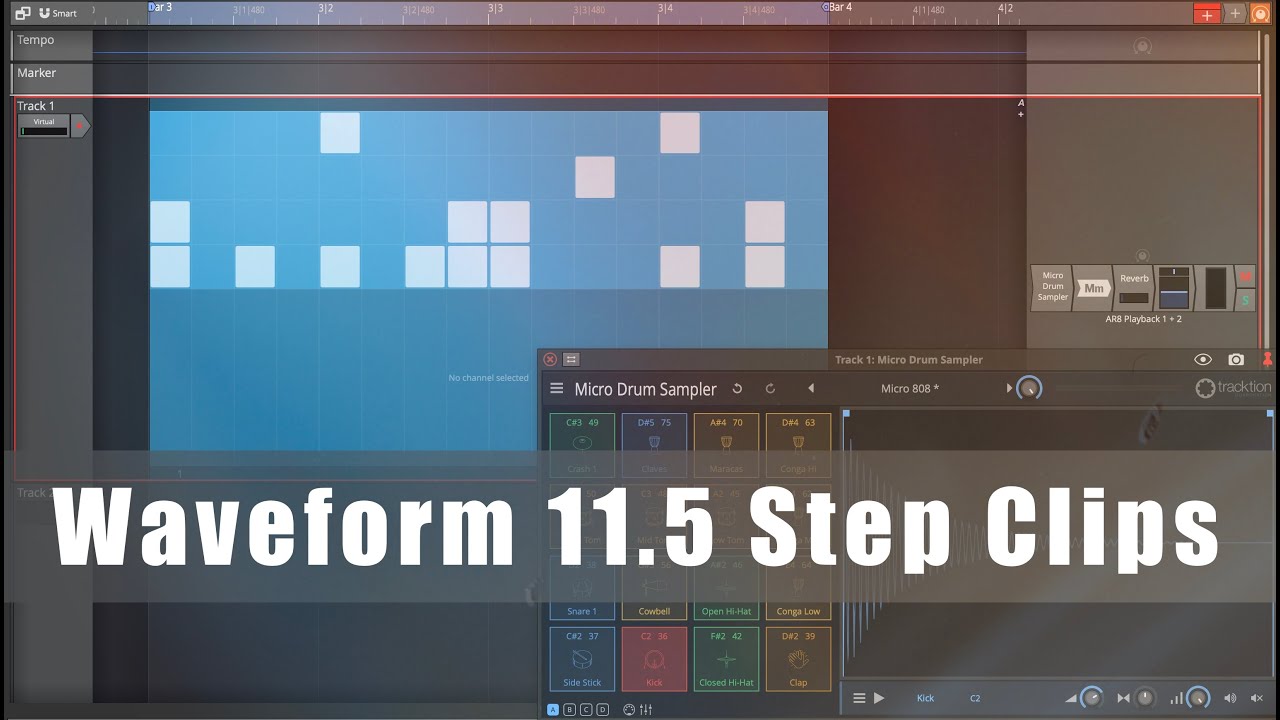 Smart
Bar 3
3|1|480
3|2
3|2|480
3|3
3|3|480
3|4
3|4|480
Bar 4
4|1|480
4|2
Tempo
Marker
Track 1
Virtual
A
+
No channel selected
1
Micro
Drum
Sampler
Mm
Reverb
M
S
AR8 Playback 1 + 2
Track 1: Micro Drum Sampler
Micro Drum Sampler
Micro 808 *
tracktion
C#3 49
D#5 75
A#4 70
D#4 63
Crash 1
Claves
Maracas
Conga Hi
Track
Waveform 11.5 Step Clips
Snare 1
Cowbell
Open Hi-Hat
Conga Low
C#2 37
C2 36
F#2 42
D#2 39
Side Stick
Kick
Closed Hi-Hat
Clap
A B C D
Kick
C2